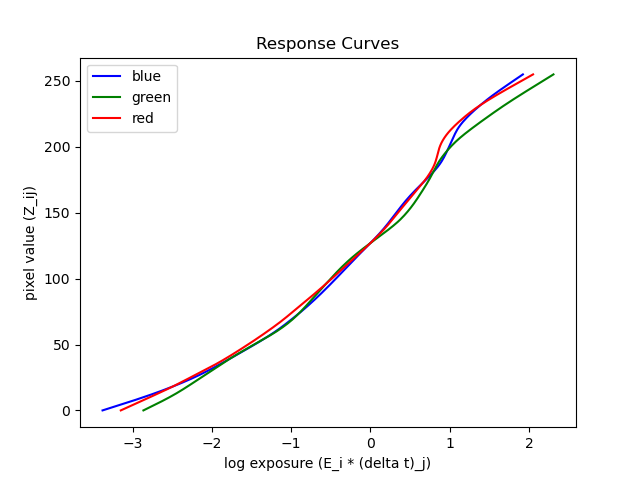 Response Curves
blue
green
red
250
200
150
100
50
0
pixel value (Z_ij)
−3
−2
−1
0
1
2
log exposure (E_i * (delta t)_j)